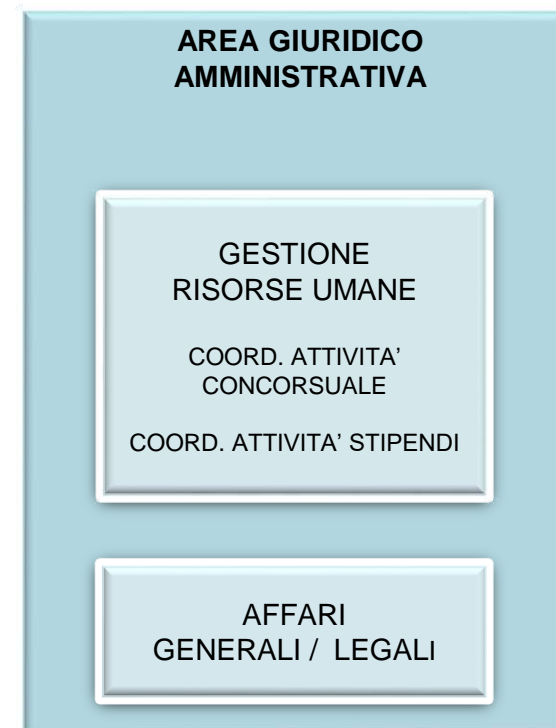 AREA GIURIDICO
AMMINISTRATIVA
GESTIONE
RISORSE UMANE
COORD. ATTIVITA’
CONCORSUALE
COORD. ATTIVITA’ STIPENDI
AFFARI
GENERALI / LEGALI